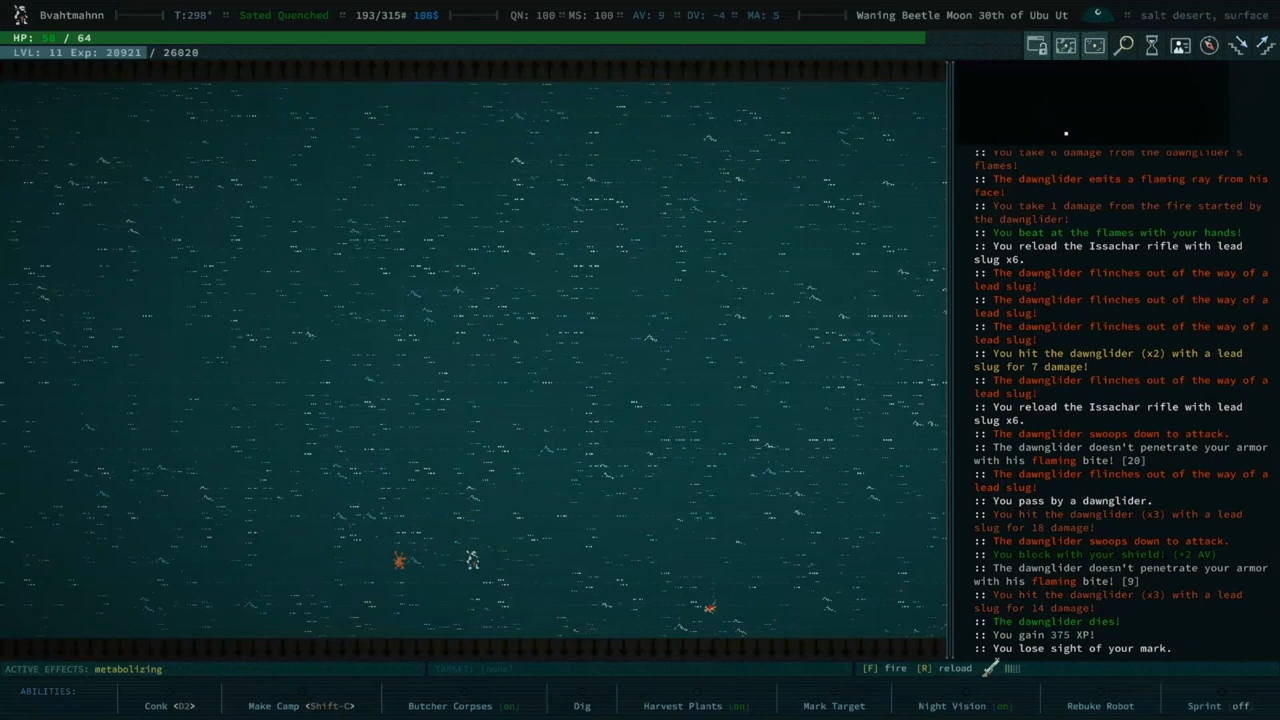 Bvahtmahnn T:298° :: Sated Quenched :: 193/315# 108$ QN: 100 :: MS: 100 :: AV: 9 :: DV: -4 :: MA: 5 Waning Beetle Moon 30th of Ubu Ut :: salt desert, surface
HP: 58 / 64
LVL: 11 Exp: 20921 / 26020
:: You take 6 damage from the dawnglider's
flames!
:: The dawnglider emits a flaming ray from his
face!
:: You take 1 damage from the fire started by
the dawnglider!
:: You beat at the flames with your hands!
:: You reload the Issachar rifle with lead
slug x6.
:: The dawnglider flinches out of the way of a
lead slug!
:: The dawnglider flinches out of the way of a
lead slug!
:: The dawnglider flinches out of the way of a
lead slug!
:: You hit the dawnglider (x2) with a lead
slug for 7 damage!
:: The dawnglider flinches out of the way of a
lead slug!
:: You reload the Issachar rifle with lead
slug x6.
:: The dawnglider swoops down to attack.
:: The dawnglider doesn't penetrate your armor
with his flaming bite! [20]
:: The dawnglider flinches out of the way of a
lead slug!
:: You pass by a dawnglider.
:: You hit the dawnglider (x3) with a lead
slug for 18 damage!
:: The dawnglider swoops down to attack.
:: You block with your shield! (+2 AV)
:: The dawnglider doesn't penetrate your armor
with his flaming bite! [9]
:: You hit the dawnglider (x3) with a lead
slug for 14 damage!
:: The dawnglider dies!
:: You gain 375 XP!
:: You lose sight of your mark.
ACTIVE EFFECTS: metabolizing TARGET: [none] [F] fire [R] reload
ABILITIES: Conk <D2> Make Camp <Shift-C> Butcher Corpses [on] Dig Harvest Plants [on] Mark Target Night Vision [on] Rebuke Robot Sprint [off]